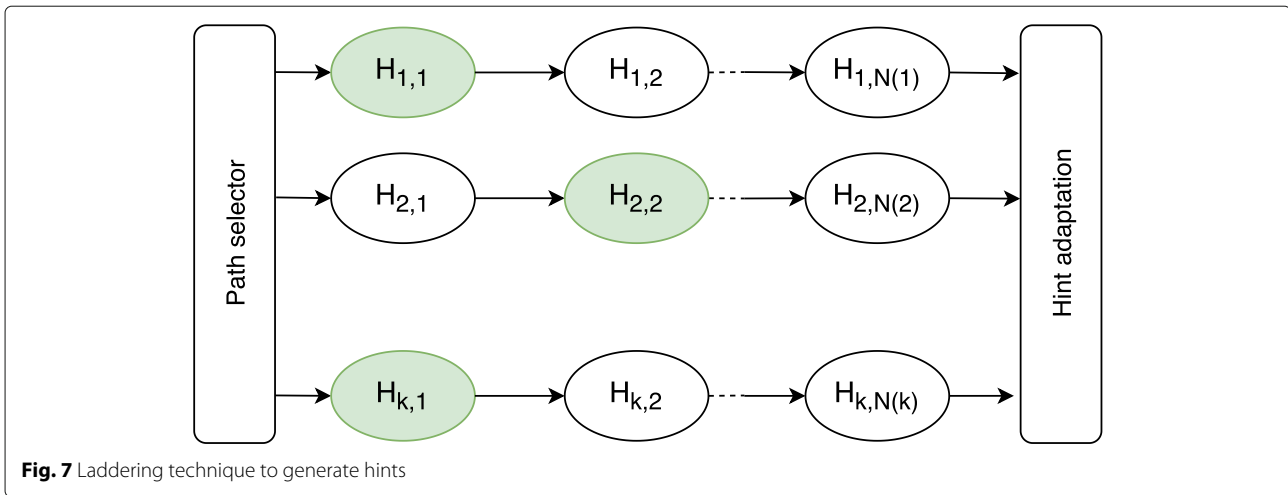 Path selector
H1,1
H1,2
H1,N(1)
H2,1
H2,2
H2,N(2)
Hk,1
Hk,2
Hk,N(k)
Hint adaptation
Fig. 7 Laddering technique to generate hints